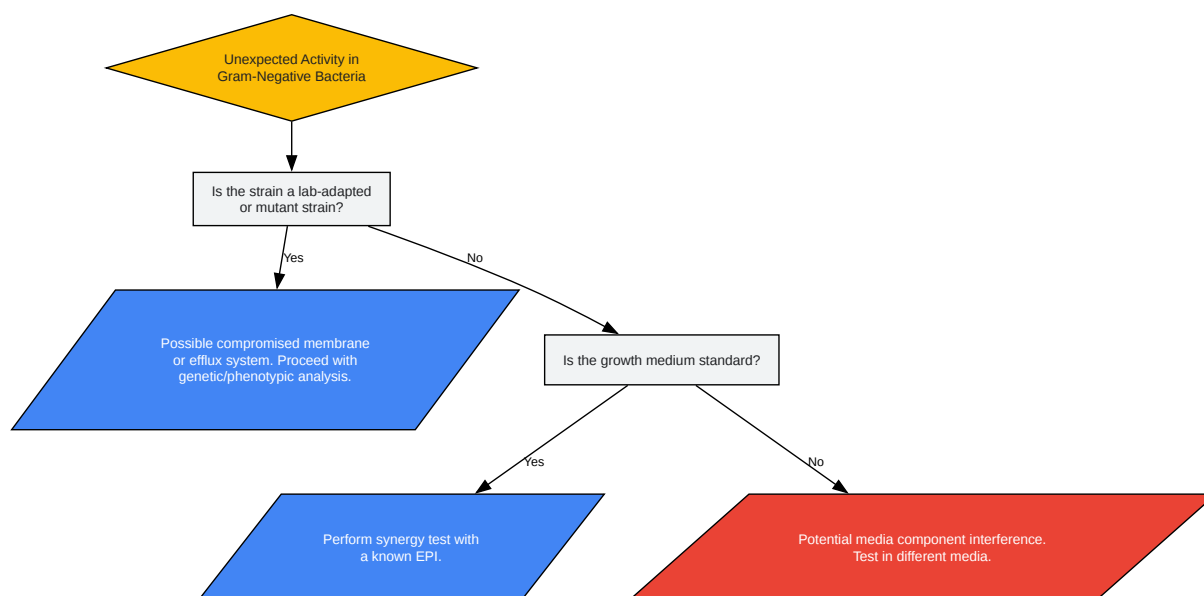 Unexpected Activity in
Gram-Negative Bacteria
Is the strain a lab-adapted
or mutant strain?
Yes
No
Possible compromised membrane
or efflux system. Proceed with
genetic/phenotypic analysis.
Is the growth medium standard?
Yes
No
Perform synergy test with
a known EPI.
Potential media component interference.
Test in different media.